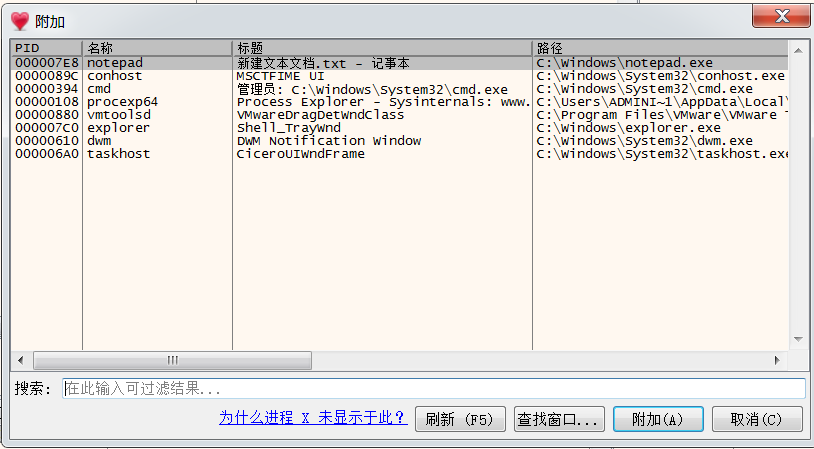 附加
PID 名称 标题 路径
000007E8 notepad 新建文本文档.txt - 记事本 C:\Windows\notepad.exe
0000089C conhost MSCTFIME UI C:\Windows\System32\conhost.exe
00000394 cmd 管理员: C:\Windows\System32\cmd.exe C:\Windows\System32\cmd.exe
00000108 procexp64 Process Explorer - Sysinternals: www. C:\Users\ADMINI~1\AppData\Local\
00000880 vmtoolsd VMwareDragDetWndClass C:\Program Files\VMware\VMware T
000007C0 explorer Shell_TrayWnd C:\Windows\explorer.exe
00000610 dwm DWM Notification Window C:\Windows\System32\dwm.exe
000006A0 taskhost CiceroUIWndFrame C:\Windows\System32\taskhost.exe
搜索: 在此输入可过滤结果...
为什么进程 X 未显示于此? 刷新 (F5) 查找窗口... 附加(A) 取消(C)